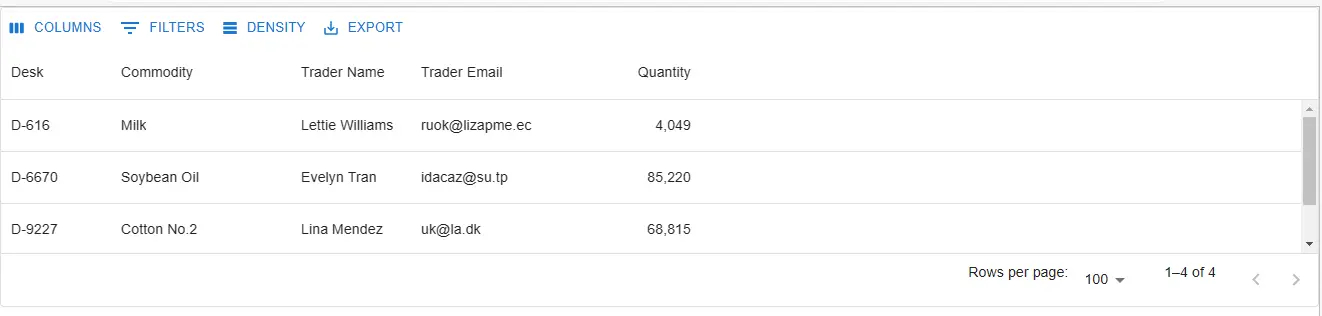 COLUMNS FILTERS DENSITY EXPORT
Desk Commodity Trader Name Trader Email Quantity
D-616 Milk Lettie Williams ruok@lizapme.ec 4,049
D-6670 Soybean Oil Evelyn Tran idacaz@su.tp 85,220
D-9227 Cotton No.2 Lina Mendez uk@la.dk 68,815
Rows per page: 100 1–4 of 4